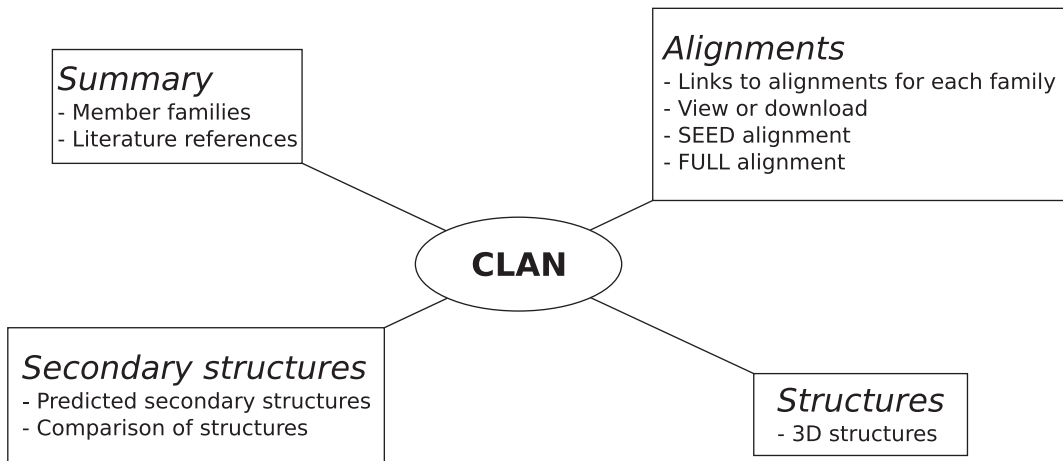 Summary
- Member families
- Literature references
Alignments
- Links to alignments for each family
- View or download
- SEED alignment
- FULL alignment
CLAN
Secondary structures
- Predicted secondary structures
- Comparison of structures
Structures
- 3D structures